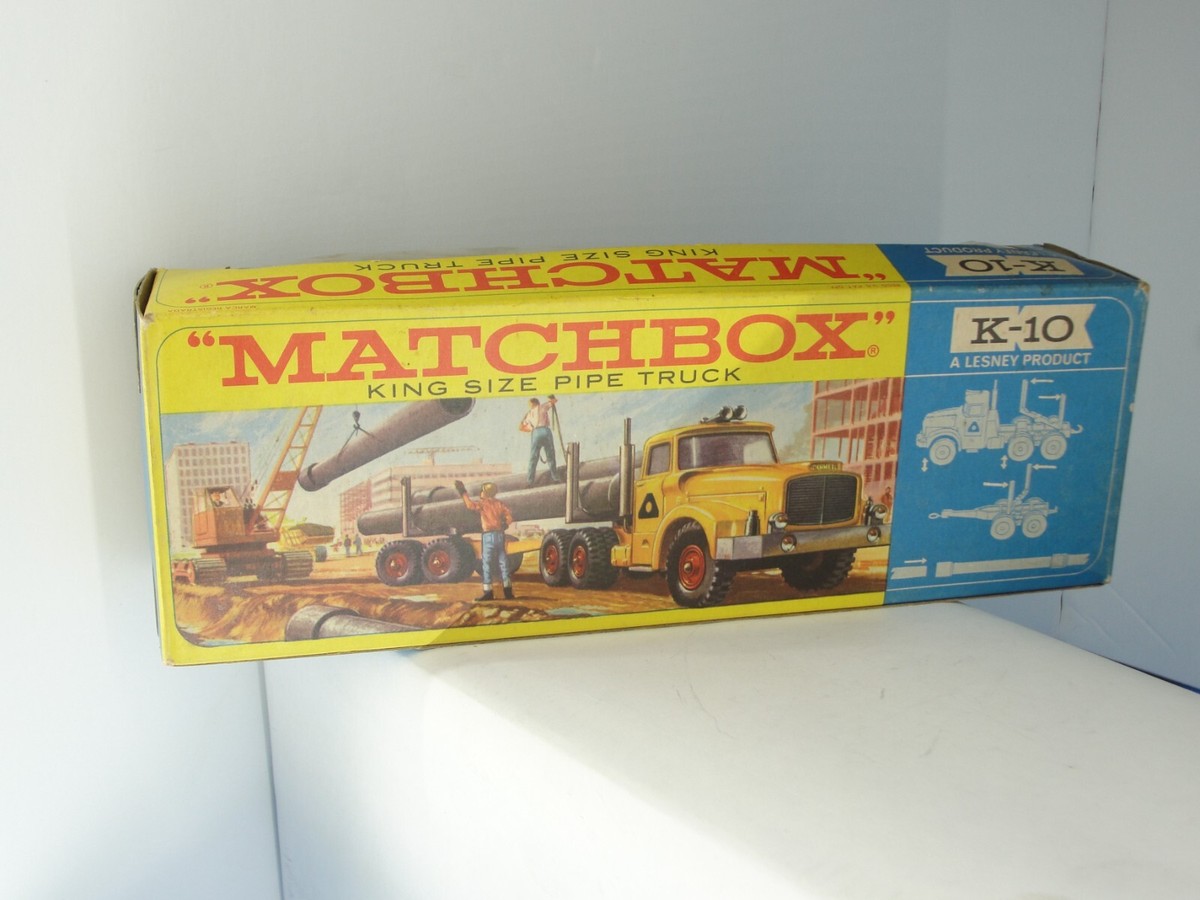 KING SIZE PIPE TRUCK
"MATCHBOX"®
K-10
"MATCHBOX"®
KING SIZE PIPE TRUCK
K-10
A LESNEY PRODUCT